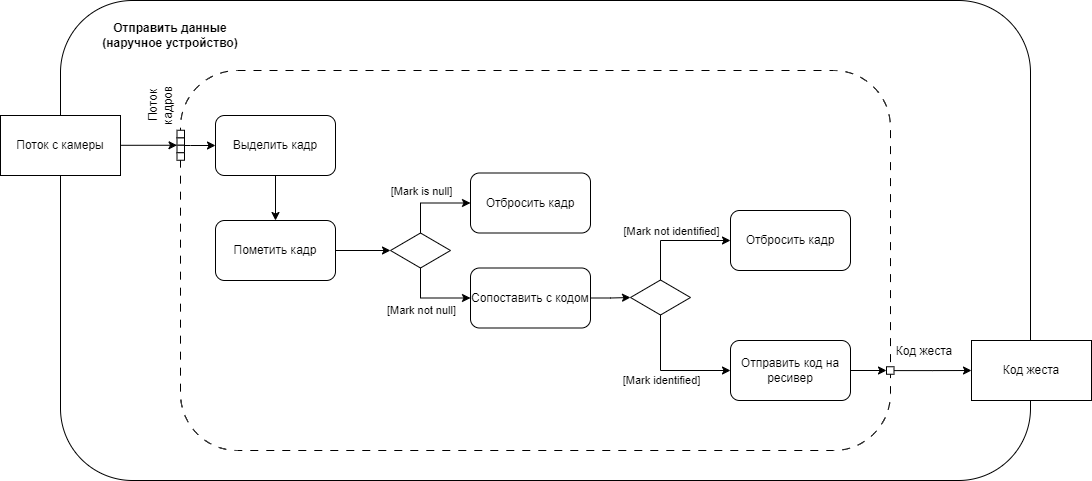 Отправить данные
(наручное устройство)
Поток
кадров
Поток с камеры
Выделить кадр
[Mark is null]
Отбросить кадр
Пометить кадр
[Mark not identified]
Отбросить кадр
Сопоставить с кодом
[Mark not null]
Код жеста
Отправить код на
ресивер
Код жеста
[Mark identified]